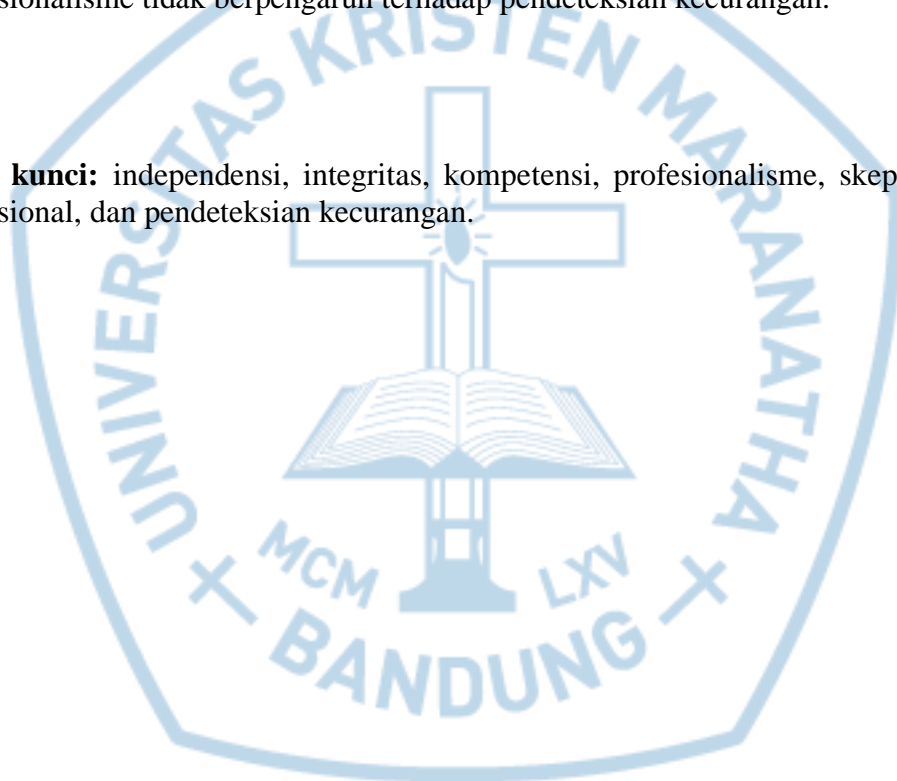 sionalisme tidak berpengaruh terhadap pendeteksian kecurangan.
UNIVERSITAS KRISTEN MARANATHA
kunci: independensi, integritas, kompetensi, profesionalisme, skep
sional, dan pendeteksian kecurangan.
MCM LXV
BANDUNG